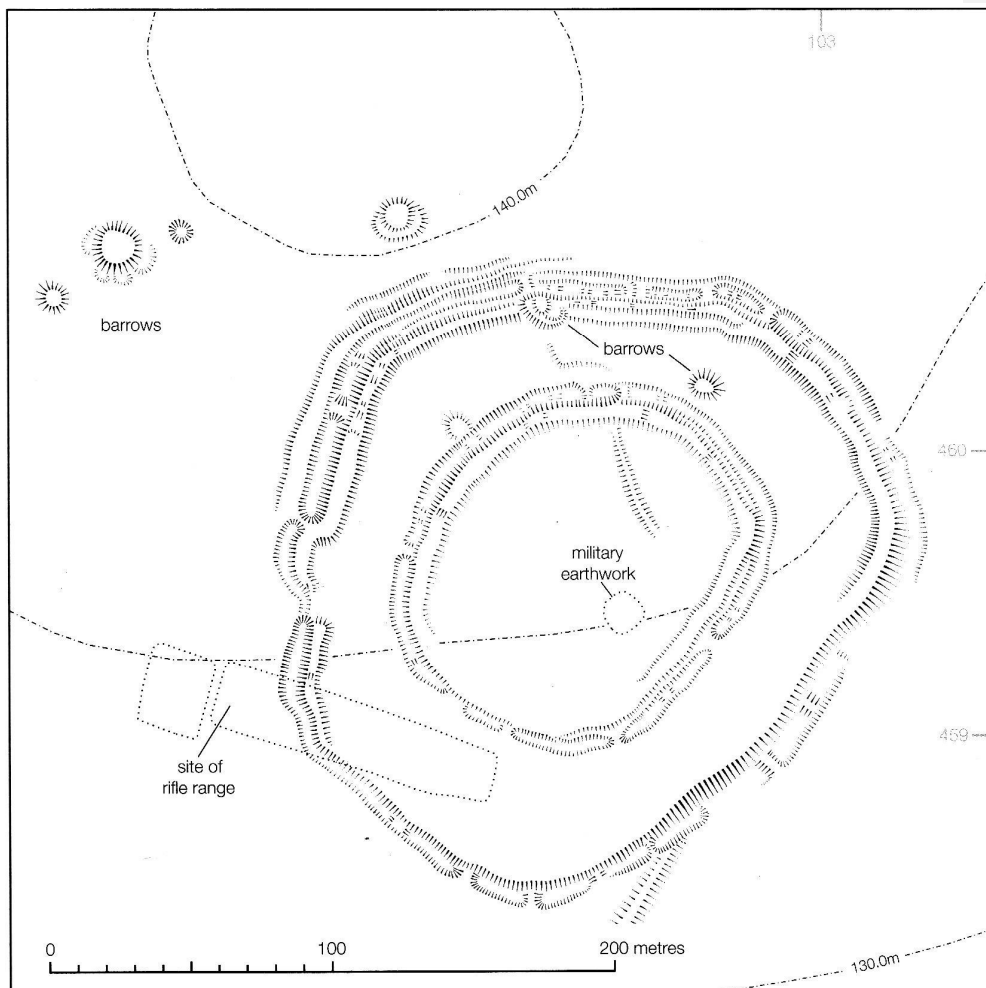 103
140.0m
barrows
barrows
460
military
earthwork
459
site of
rifle range
0
100
200 metres
130.0m